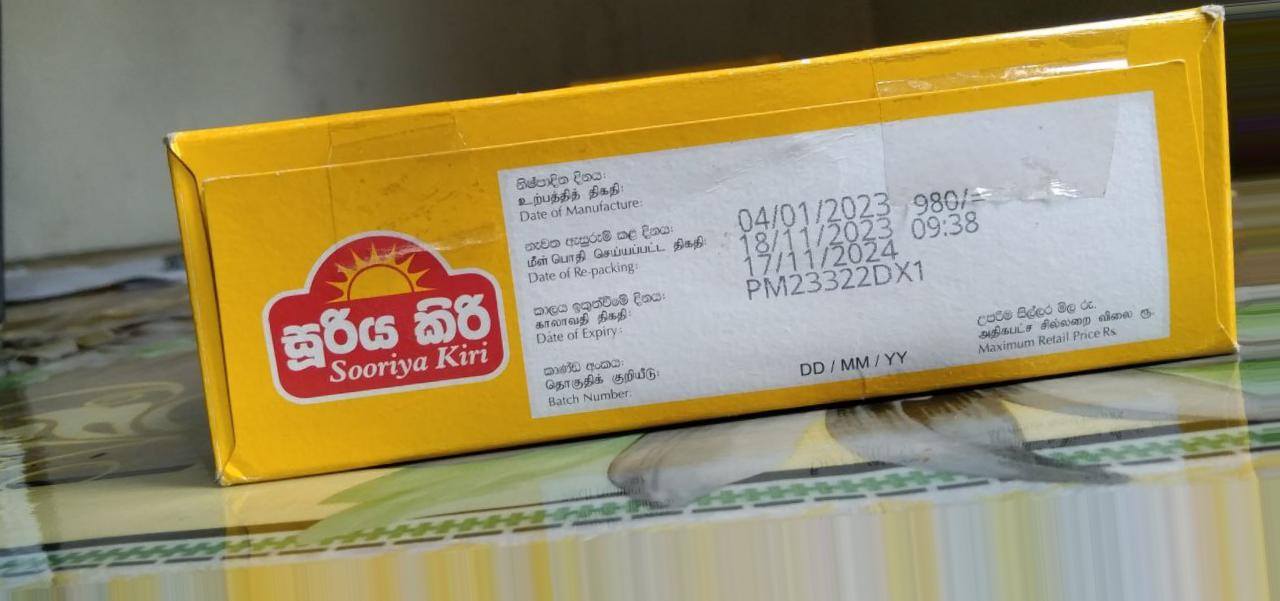 සූරිය කිරි
Sooriya Kiri
නිෂ්පාදිත දිනය:
உற்பத்தித் திகதி:
Date of Manufacture:
නැවත ඇසුරුම් කළ දිනය:
மீள் பொதி செய்யப்பட்ட திகதி:
Date of Re-packing:
කාලය ඉකුත්වීමේ දිනය:
காலாவதி திகதி:
Date of Expiry:
කාණ්ඩ අංකය:
தொகுதிக் குறியீடு:
Batch Number:
04/01/2023 980/=
18/11/2023 09:38
17/11/2024
PM23322DX1
DD / MM / YY
උපරිම සිල්ලර මිල රු.
அதிகபட்ச சில்லறை விலை ரூ.
Maximum Retail Price Rs.